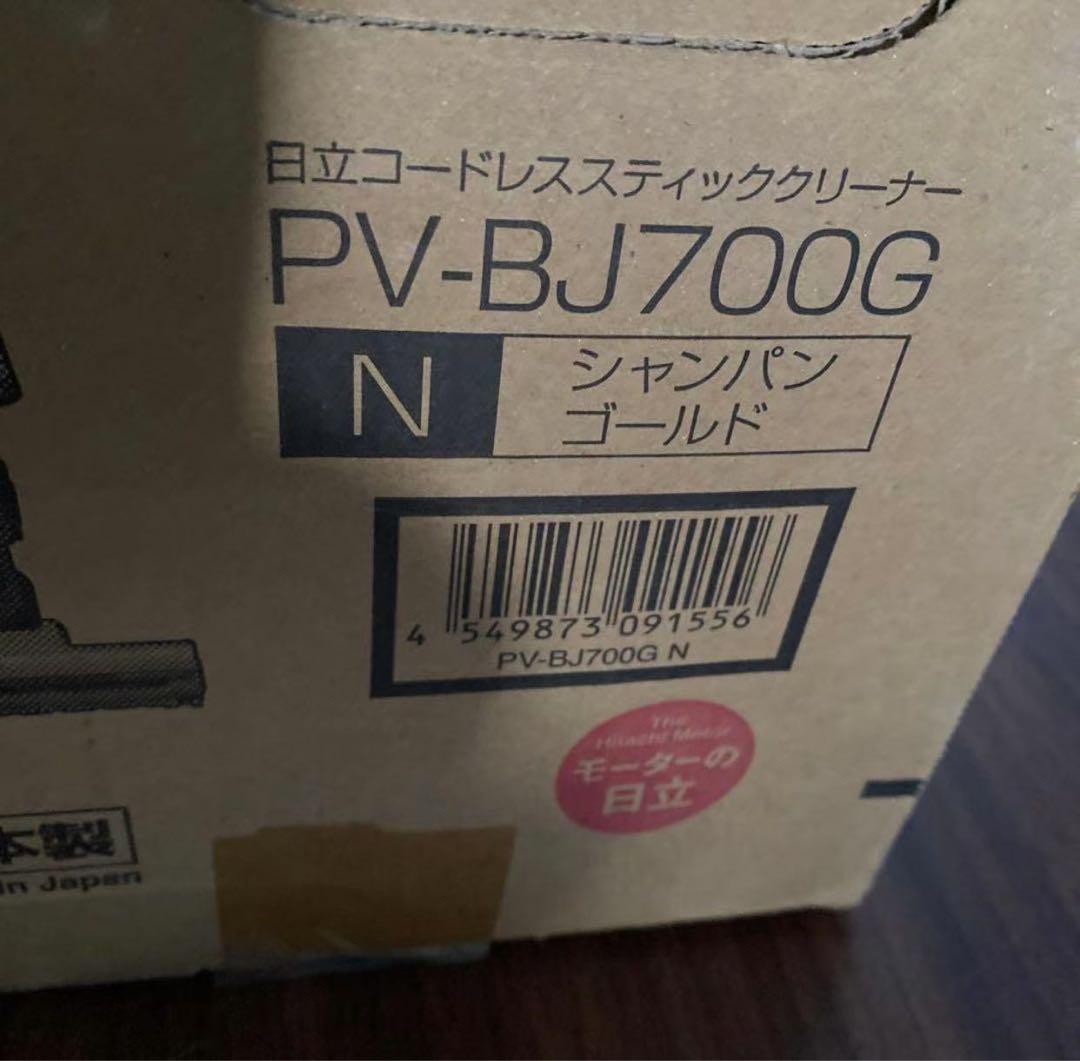 日立コードレススティッククリーナー
PV-BJ700G
N
シャンパン
ゴールド
4 549873 091556
PV-BJ700G N
The
Hitachi Motor
モーターの
日立
本製
in Japan